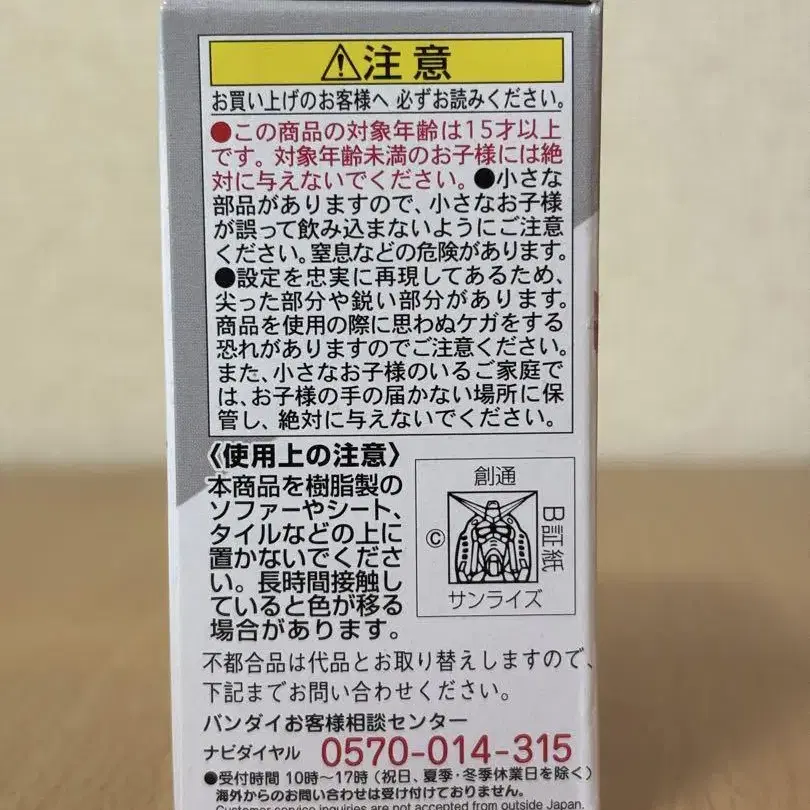 ⚠注意
お買い上げのお客様へ 必ずお読みください。
●この商品の対象年齢は15才以上
です。対象年齢未満のお子様には絶
対に与えないでください。●小さな
部品がありますので、小さなお子様
が誤って飲み込まないようにご注意
ください。窒息などの危険があります。
●設定を忠実に再現してあるため、
尖った部分や鋭い部分があります。
商品を使用の際に思わぬケガをする
恐れがありますのでご注意ください。
また、小さなお子様のいるご家庭で
は、お子様の手の届かない場所に保
管し、絶対に与えないでください。
〈使用上の注意〉
本商品を樹脂製の
ソファーやシート、
タイルなどの上に
置かないでくださ
い。長時間接触し
ていると色が移る
場合があります。
創通
©
B証紙
サンライズ
不都合品は代品とお取り替えしますので、
下記までお問い合わせください。
バンダイお客様相談センター
ナビダイヤル 0570-014-315
●受付時間 10時〜17時(祝日、夏季・冬季休業日を除く)
海外からのお問い合わせは受け付けておりません。
Customer service inquiries are not accepted from outside Japan.